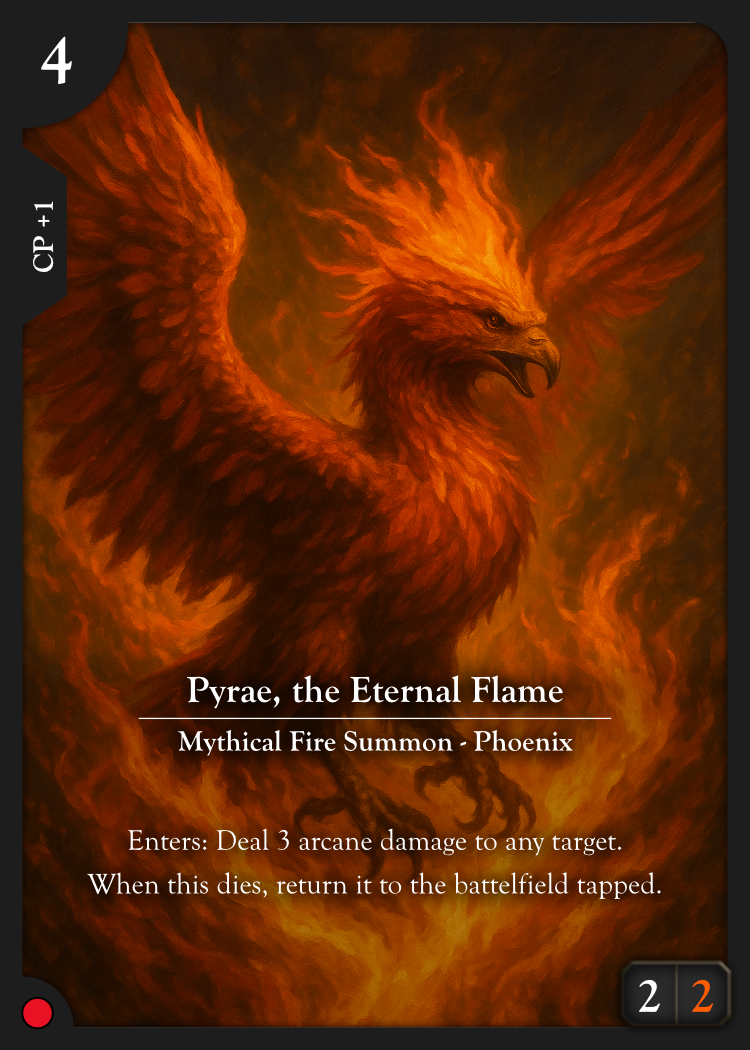 4
CP +1
Pyrae, the Eternal Flame
Mythical Fire Summon - Phoenix
Enters: Deal 3 arcane damage to any target.
When this dies, return it to the battelfield tapped.
2 2